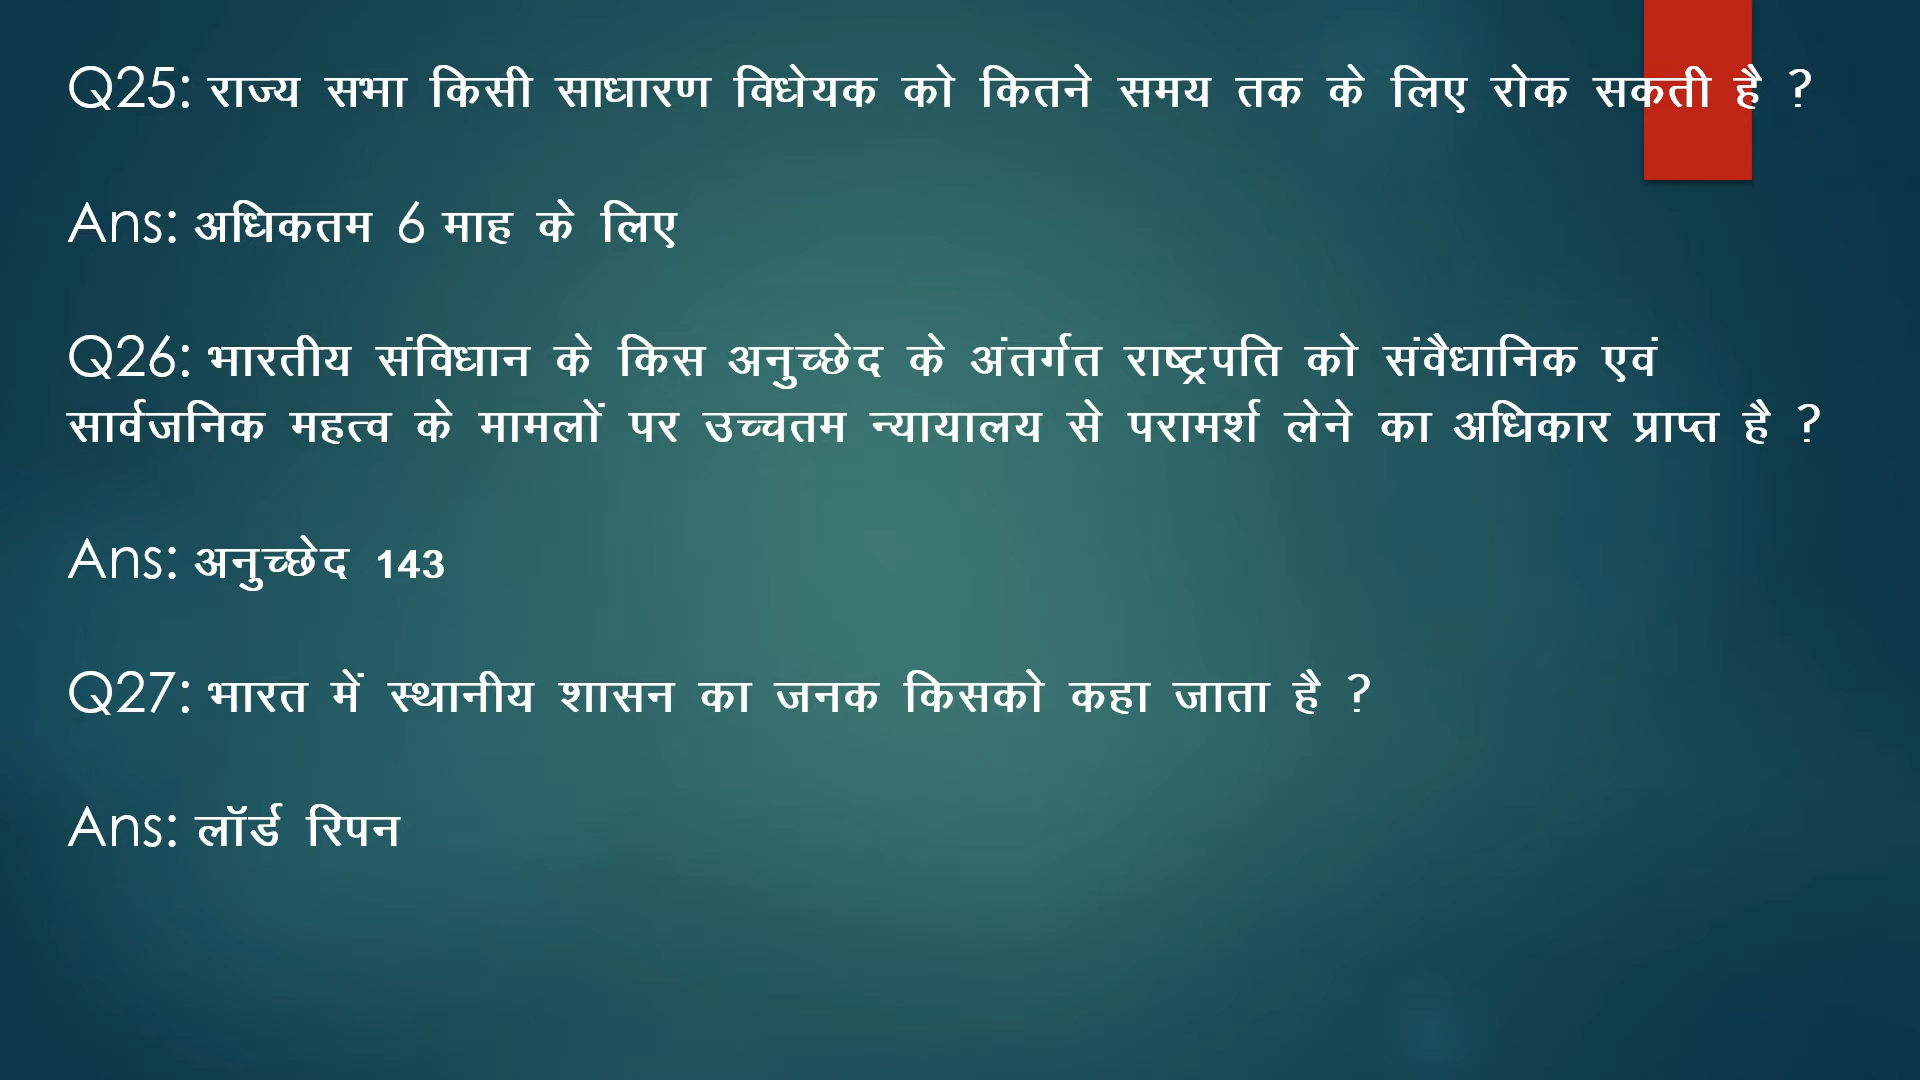 Q25: राज्य सभा किसी साधारण विधेयक को कितने समय तक के लिए रोक सकती है ?
Ans: अधिकतम 6 माह के लिए
Q26: भारतीय संविधान के किस अनुच्छेद के अंतर्गत राष्ट्रपति को संवैधानिक एवं
सार्वजनिक महत्व के मामलों पर उच्चतम न्यायालय से परामर्श लेने का अधिकार प्राप्त है ?
Ans: अनुच्छेद 143
Q27: भारत में स्थानीय शासन का जनक किसको कहा जाता है ?
Ans: लॉर्ड रिपन